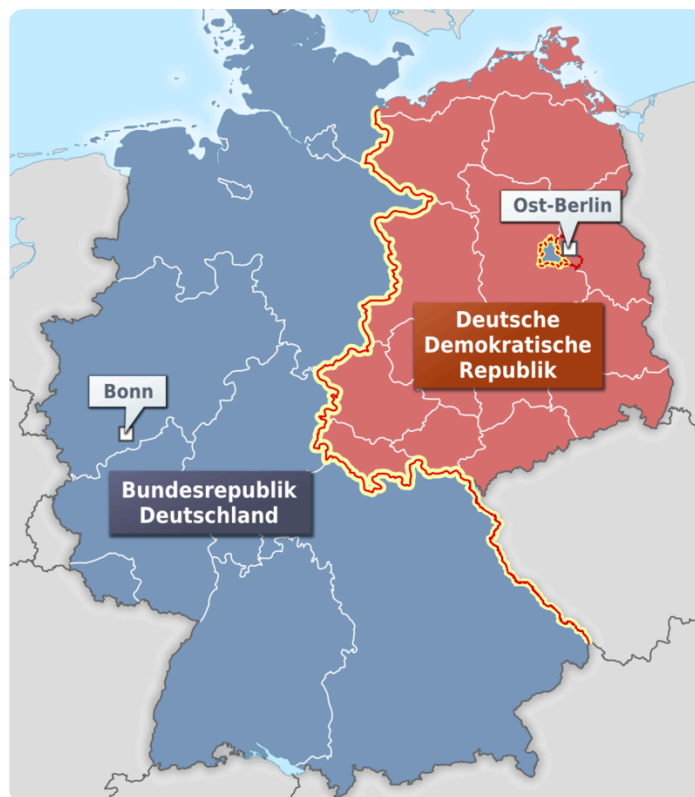 Ost-Berlin
Deutsche
Demokratische
Republik
Bonn
Bundesrepublik
Deutschland